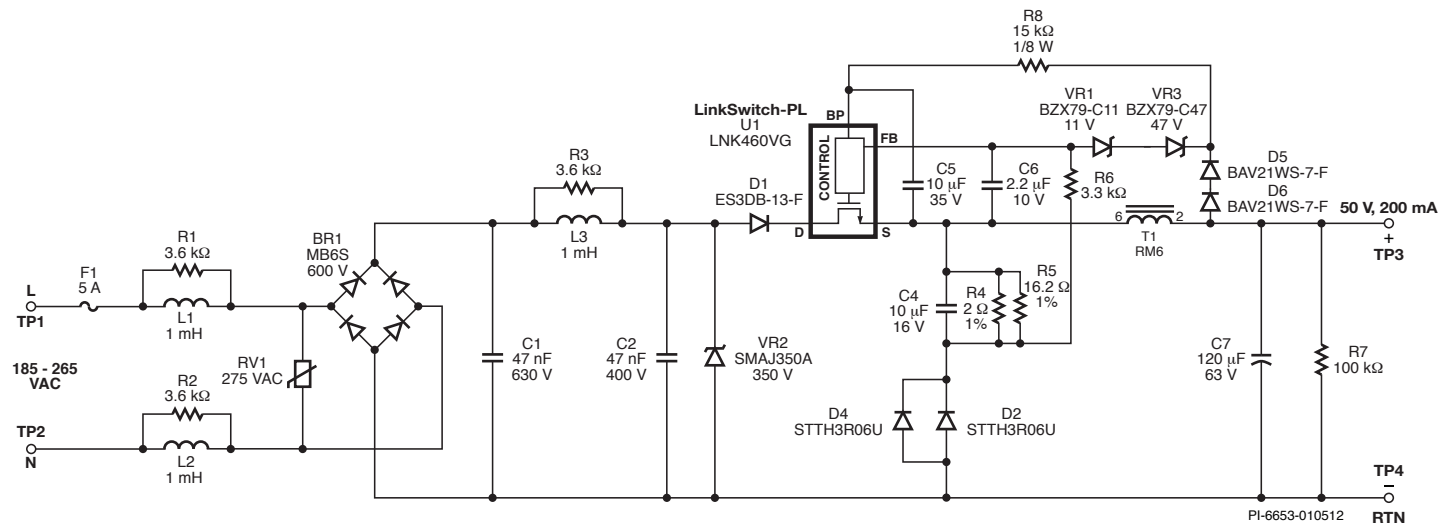 R8
15 kΩ
1/8 W
LinkSwitch-PL
U1
LNK460VG
BP
FB
CONTROL
D
S
VR1
BZX79-C11
11 V
VR3
BZX79-C47
47 V
R3
3.6 kΩ
L3
1 mH
D1
ES3DB-13-F
C5
10 μF
35 V
C6
2.2 μF
10 V
R6
3.3 kΩ
D5
BAV21WS-7-F
D6
BAV21WS-7-F
6
2
T1
RM6
50 V, 200 mA
+
TP3
R1
3.6 kΩ
BR1
MB6S
600 V
F1
5 A
L
TP1
L1
1 mH
185 - 265
VAC
RV1
275 VAC
R2
3.6 kΩ
TP2
N
L2
1 mH
C1
47 nF
630 V
C2
47 nF
400 V
VR2
SMAJ350A
350 V
C4
10 μF
16 V
R4
2 Ω
1%
R5
16.2 Ω
1%
D4
STTH3R06U
D2
STTH3R06U
C7
120 μF
63 V
R7
100 kΩ
TP4
–
RTN
PI-6653-010512